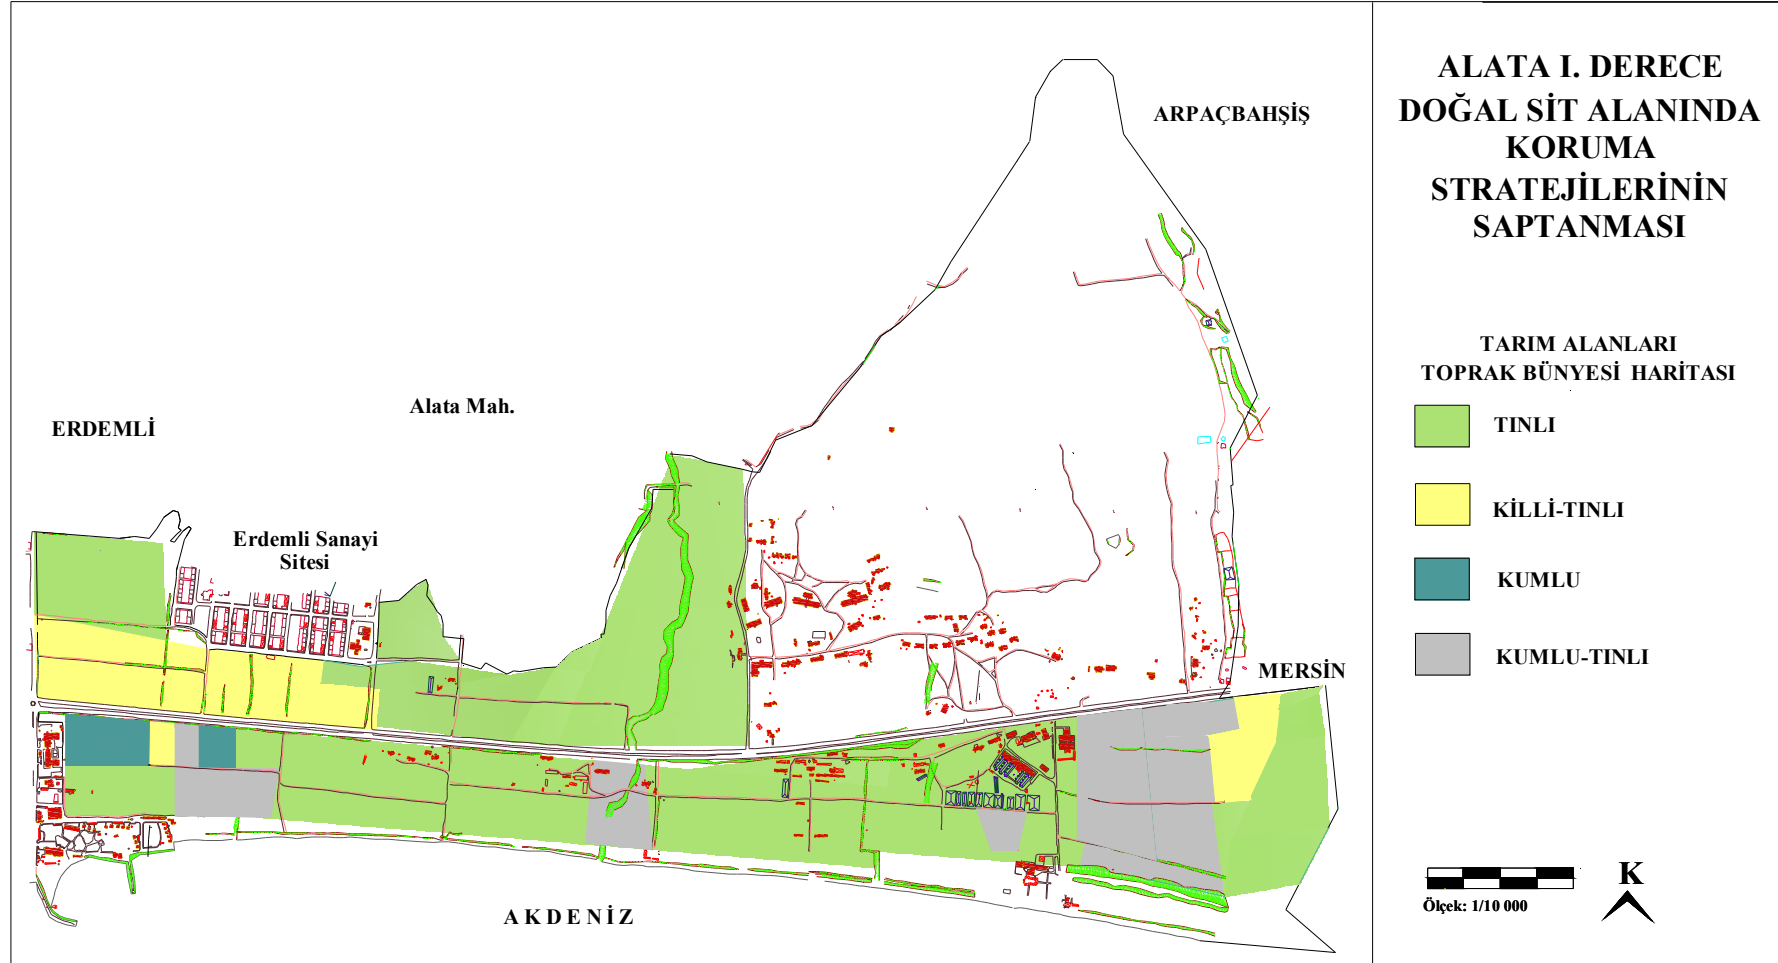 ALATA I. DERECE
DOĞAL SİT ALANINDA
KORUMA
STRATEJİLERİNİN
SAPTANMASI
TARIM ALANLARI
TOPRAK BÜNYESİ HARİTASI
TINLI
KİLLİ-TINLI
KUMLU
KUMLU-TINLI
Ölçek: 1/10 000
K
ARPAÇBAHŞİŞ
Alata Mah.
ERDEMLİ
Erdemli Sanayi
Sitesi
MERSİN
AKDENİZ